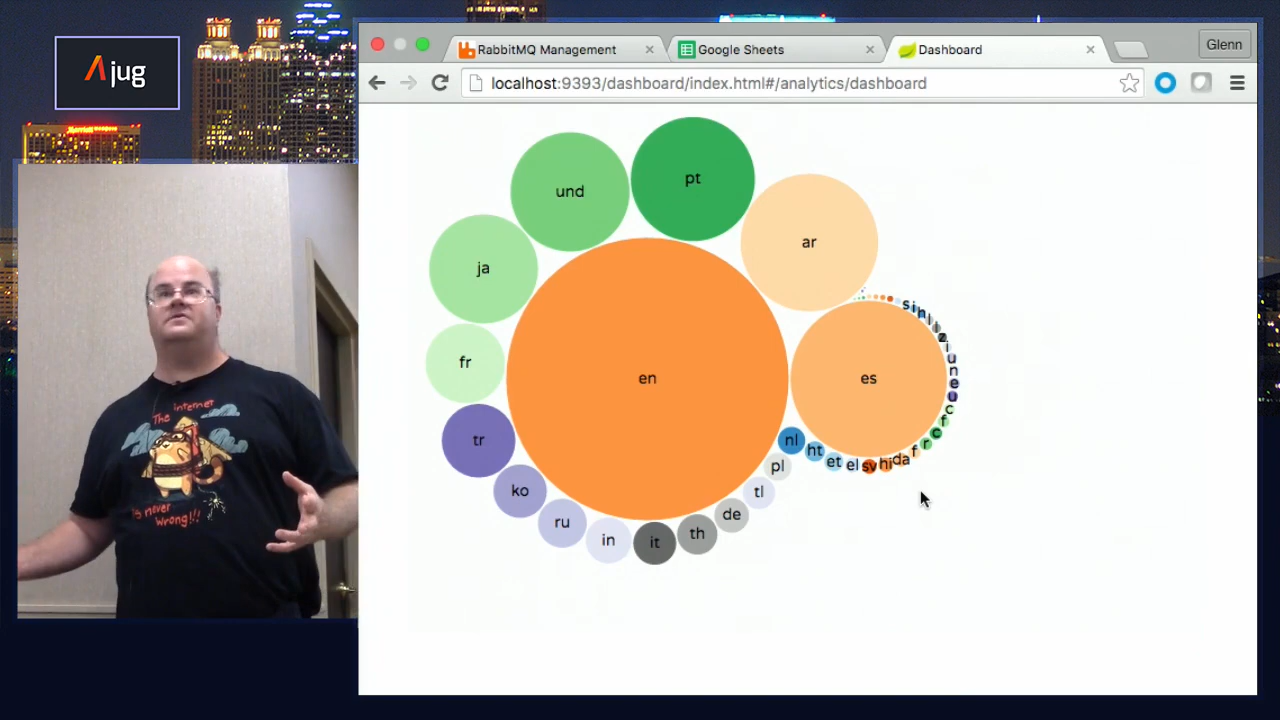 Ajug
RabbitMQ Management
Google Sheets
Dashboard
Glenn
localhost:9393/dashboard/index.html#/analytics/dashboard
pt
und
ar
ja
fr
en
es
tr
nl
ht
pl
et
el
sv
hi
da
ko
tl
ru
de
in
it
th
The internet
is never
wrong!!!